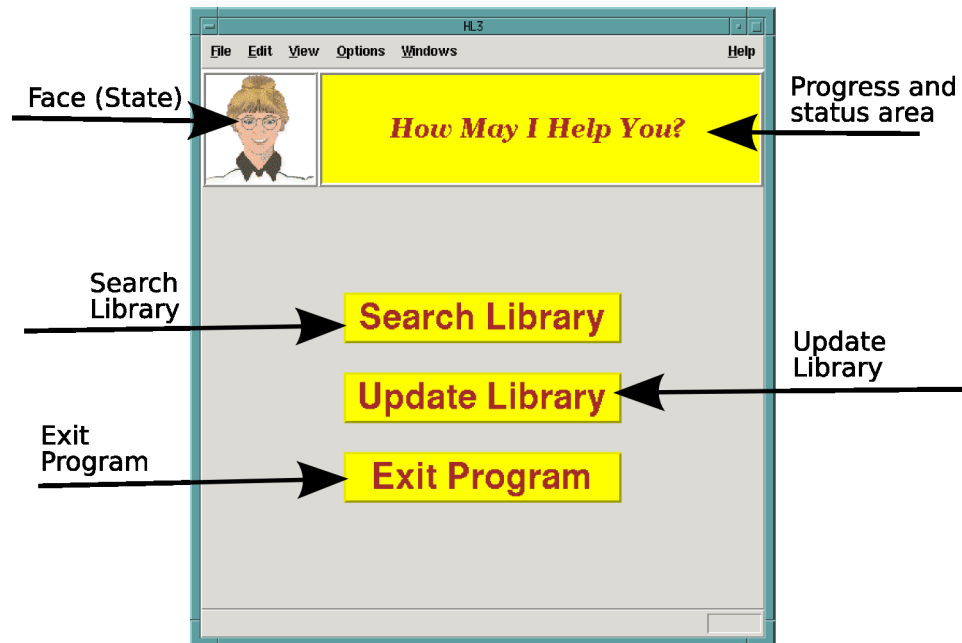 HL3
File Edit View Options Windows Help
Face (State)
How May I Help You?
Progress and
status area
Search
Library
Search Library
Update
Library
Update Library
Exit
Program
Exit Program